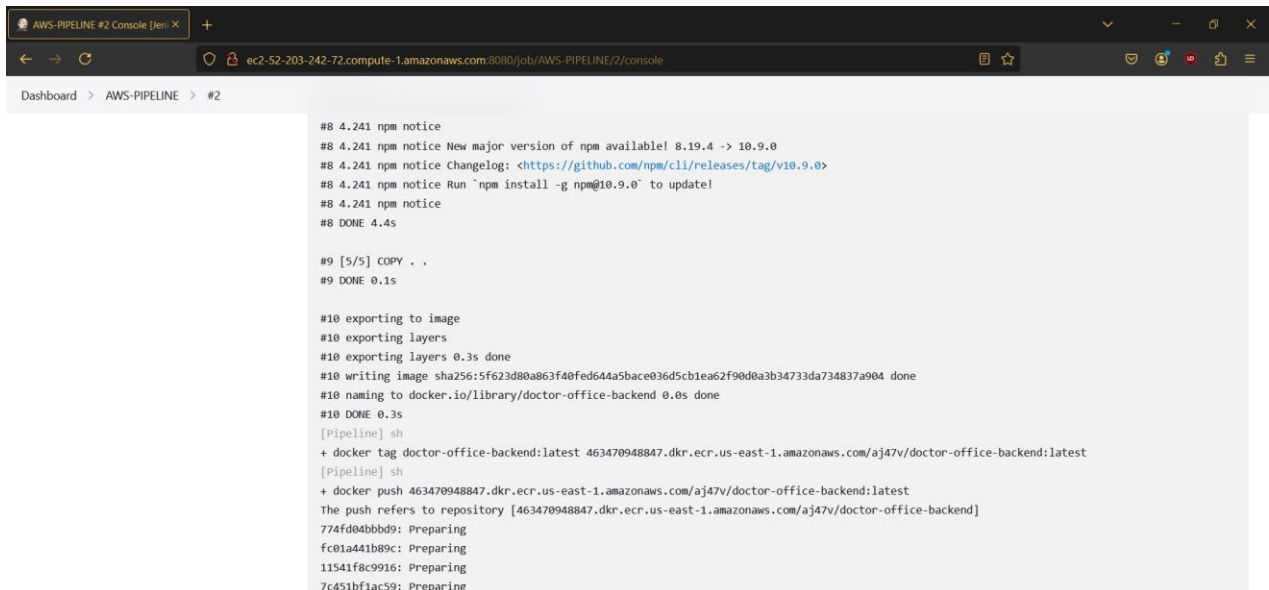 AWS-PIPELINE #2 Console [Jen
ec2-52-203-242-72.compute-1.amazonaws.com:8080/job/AWS-PIPELINE/2/console
Dashboard > AWS-PIPELINE > #2
#8 4.241 npm notice
#8 4.241 npm notice New major version of npm available! 8.19.4 -> 10.9.0
#8 4.241 npm notice Changelog: <https://github.com/npm/cli/releases/tag/v10.9.0>
#8 4.241 npm notice Run `npm install -g npm@10.9.0` to update!
#8 4.241 npm notice
#8 DONE 4.4s
#9 [5/5] COPY . .
#9 DONE 0.1s
#10 exporting to image
#10 exporting layers
#10 exporting layers 0.3s done
#10 writing image sha256:5f623d80a863f40fed644a5bace036d5cb1ea62f90d0a3b34733da734837a904 done
#10 naming to docker.io/library/doctor-office-backend 0.0s done
#10 DONE 0.3s
[Pipeline] sh
+ docker tag doctor-office-backend:latest 463470948847.dkr.ecr.us-east-1.amazonaws.com/aj47v/doctor-office-backend:latest
[Pipeline] sh
+ docker push 463470948847.dkr.ecr.us-east-1.amazonaws.com/aj47v/doctor-office-backend:latest
The push refers to repository [463470948847.dkr.ecr.us-east-1.amazonaws.com/aj47v/doctor-office-backend]
774fd04bbbd9: Preparing
fc01a441b89c: Preparing
11541f8c9916: Preparing
7c451bf1ac59: Preparing